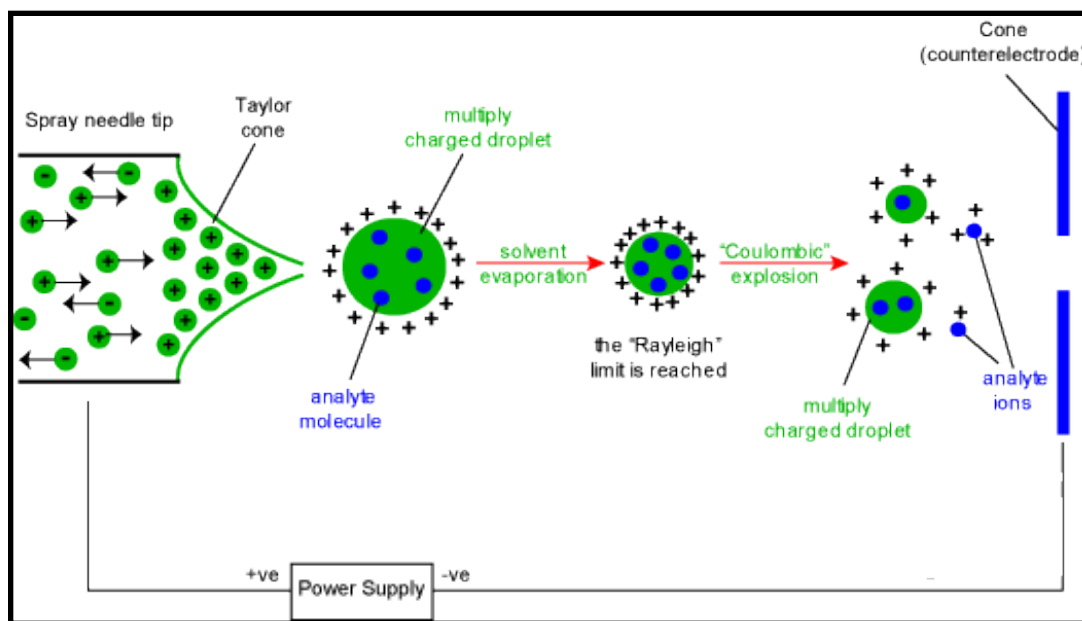 Cone
(counterelectrode)
Spray needle tip
Taylor
cone
multiply
charged droplet
solvent
evaporation
"Coulombic"
explosion
the "Rayleigh"
limit is reached
analyte
molecule
multiply
charged droplet
analyte
ions
+ve
Power Supply
-ve